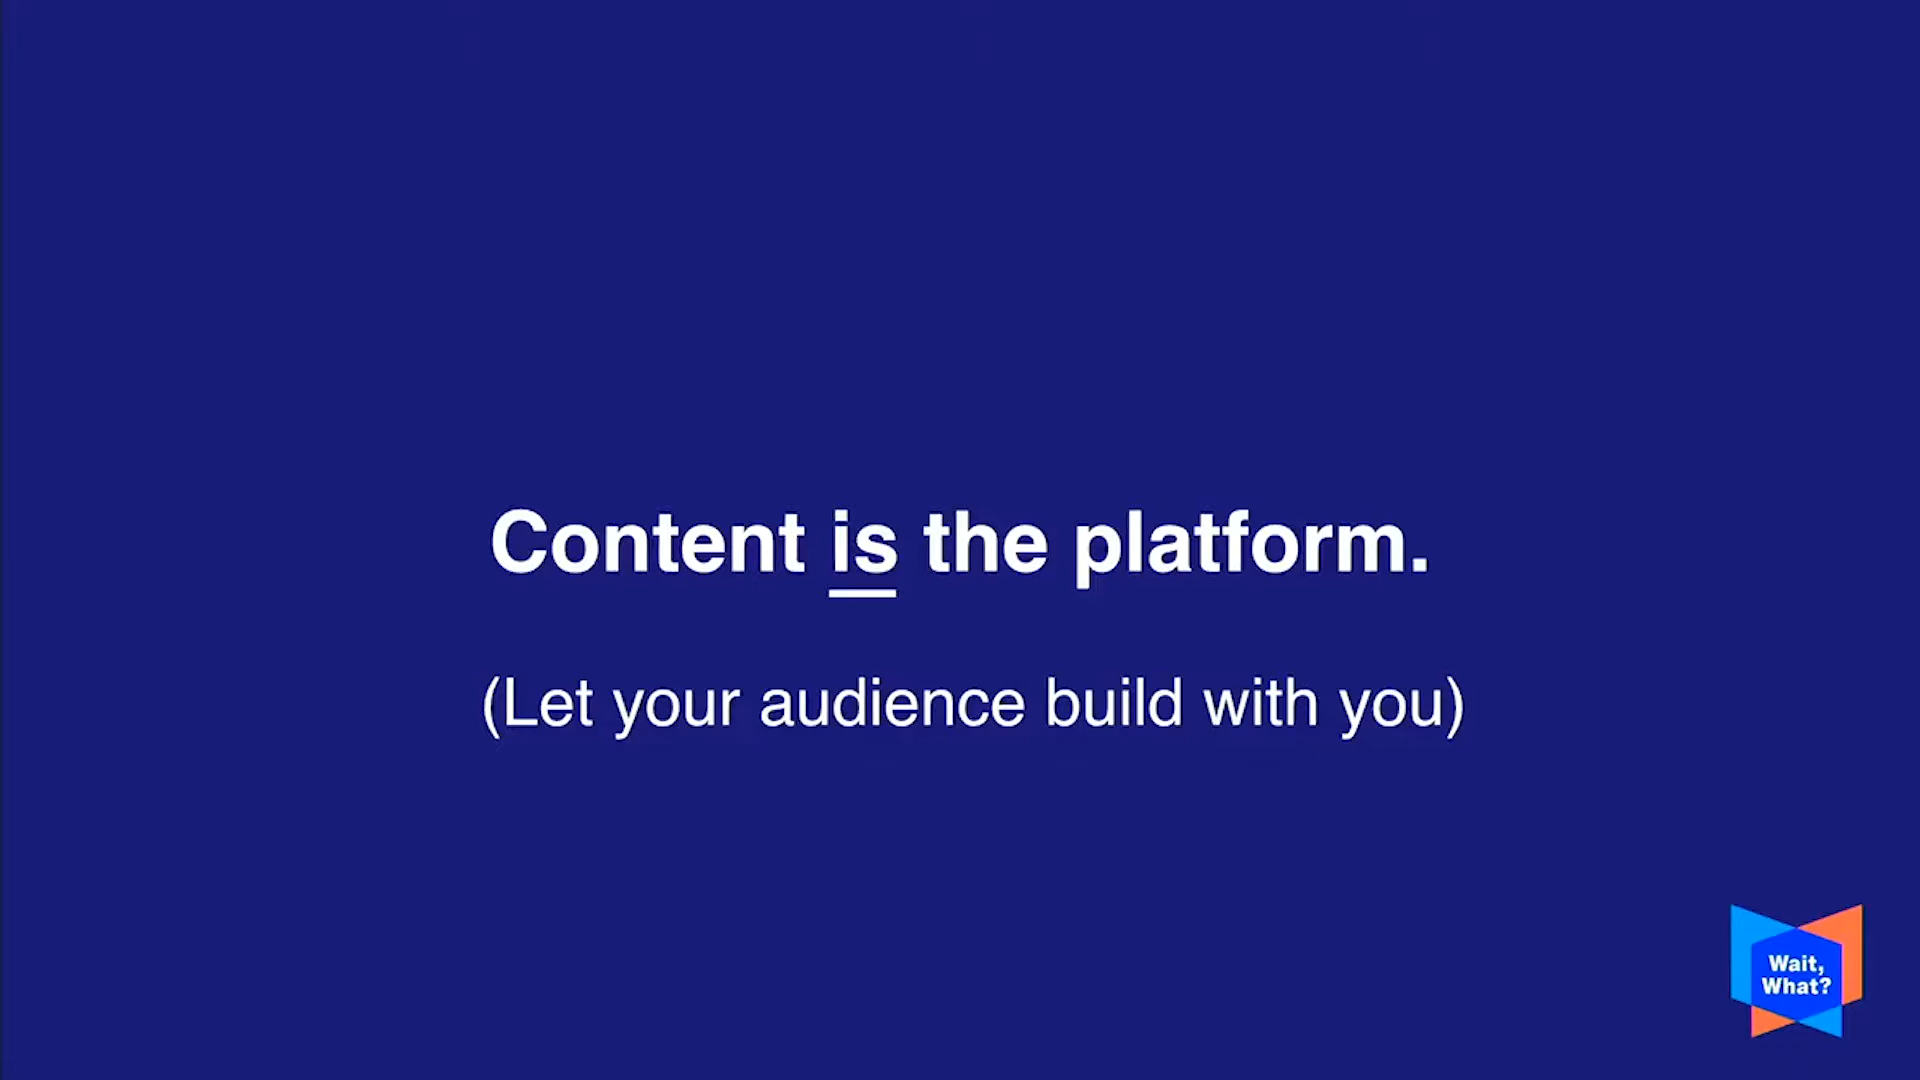 Content is the platform.
(Let your audience build with you)
Wait,
What?